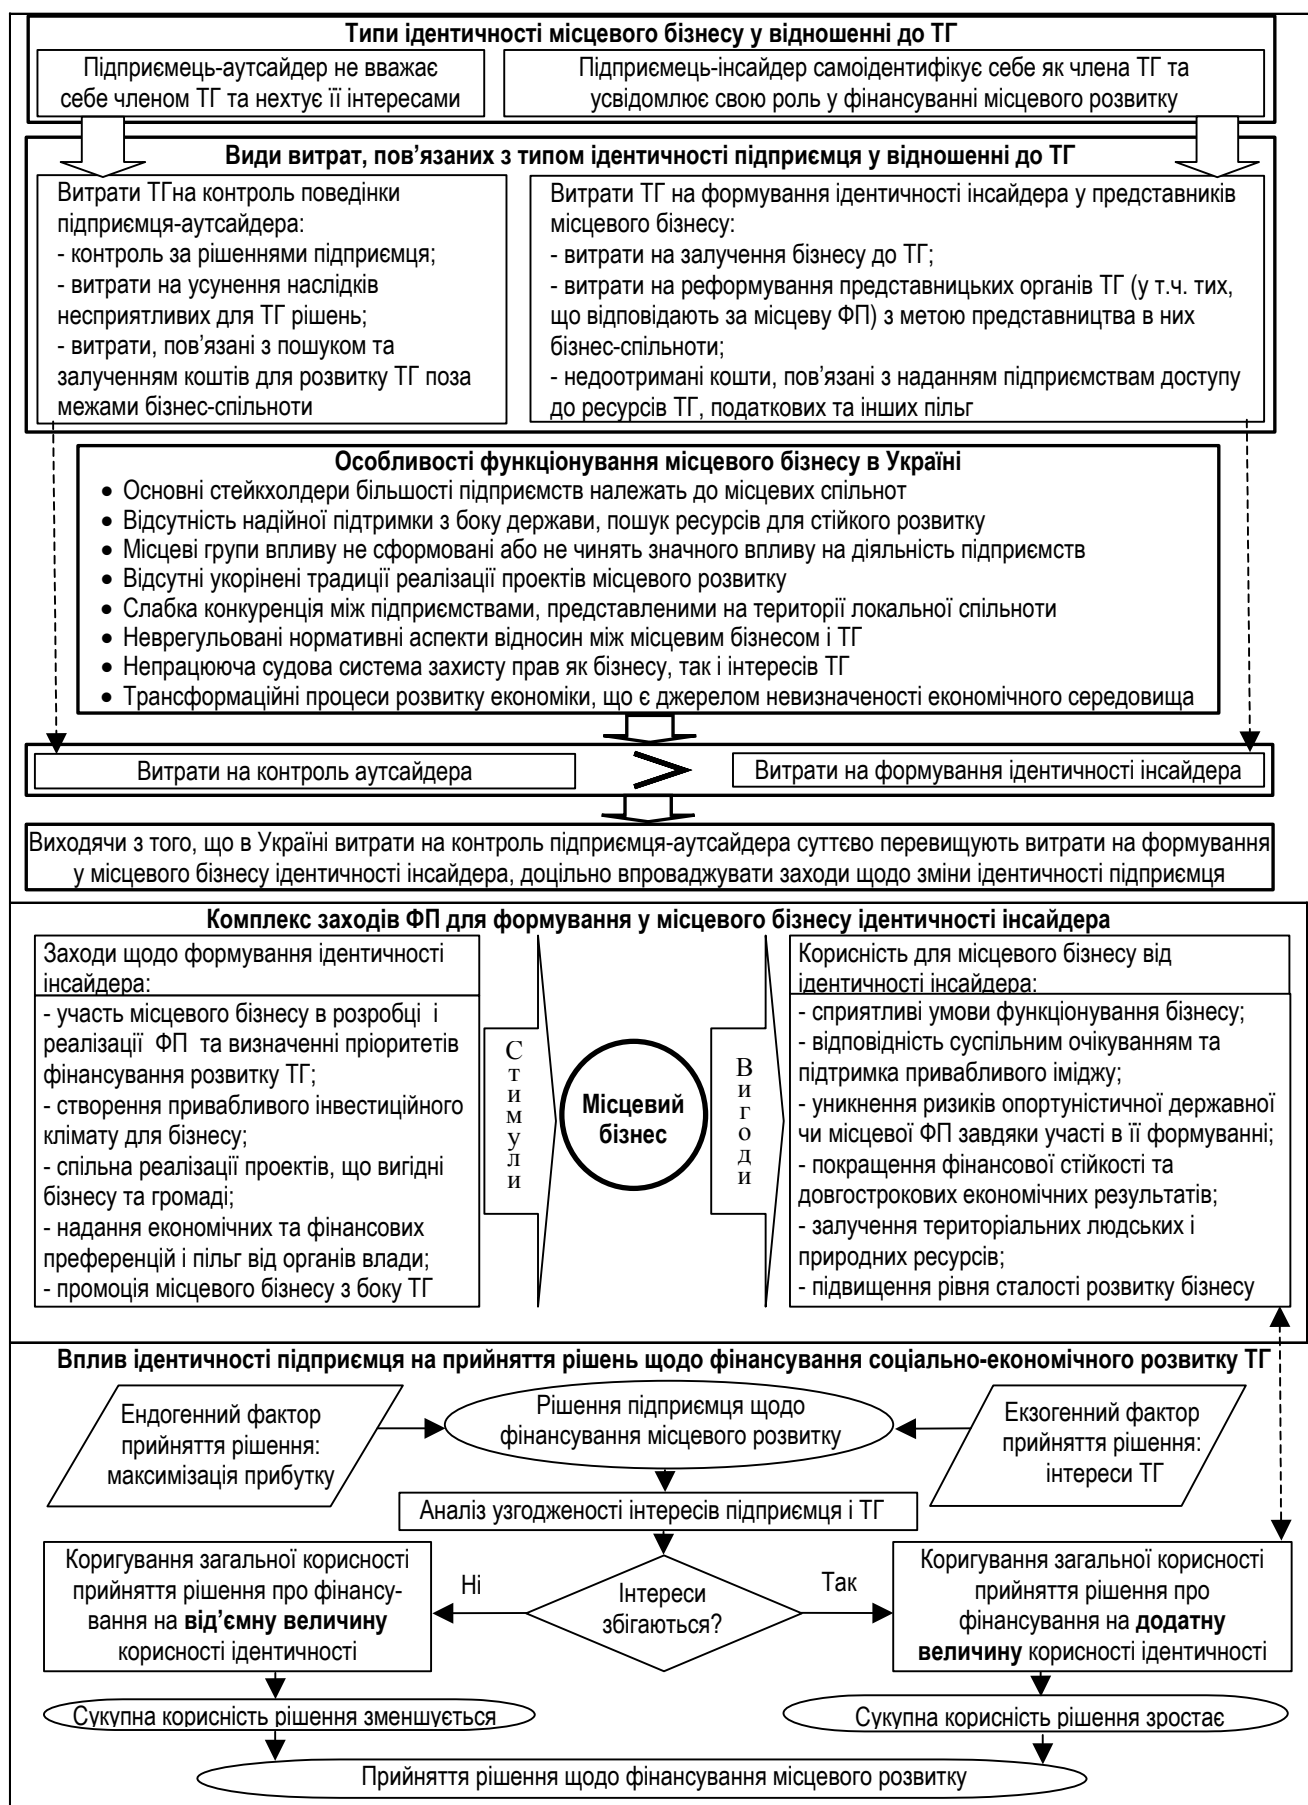 Типи ідентичності місцевого бізнесу у відношенні до ТГ
Підприємець-аутсайдер не вважає
себе членом ТГ та нехтує її інтересами
Підприємець-інсайдер самоідентифікує себе як члена ТГ та
усвідомлює свою роль у фінансуванні місцевого розвитку
Види витрат, пов’язаних з типом ідентичності підприємця у відношенні до ТГ
Витрати ТГна контроль поведінки
підприємця-аутсайдера:
- контроль за рішеннями підприємця;
- витрати на усунення наслідків
несприятливих для ТГ рішень;
- витрати, пов’язані з пошуком та
залученням коштів для розвитку ТГ поза
межами бізнес-спільноти
Витрати ТГ на формування ідентичності інсайдера у представників
місцевого бізнесу:
- витрати на залучення бізнесу до ТГ;
- витрати на реформування представницьких органів ТГ (у т.ч. тих,
що відповідають за місцеву ФП) з метою представництва в них
бізнес-спільноти;
- недоотримані кошти, пов’язані з наданням підприємствам доступу
до ресурсів ТГ, податкових та інших пільг
Особливості функціонування місцевого бізнесу в Україні
• Основні стейкхолдери більшості підприємств належать до місцевих спільнот
• Відсутність надійної підтримки з боку держави, пошук ресурсів для стійкого розвитку
• Місцеві групи впливу не сформовані або не чинять значного впливу на діяльність підприємств
• Відсутні укорінені традиції реалізації проектів місцевого розвитку
• Слабка конкуренція між підприємствами, представленими на території локальної спільноти
• Неврегульовані нормативні аспекти відносин між місцевим бізнесом і ТГ
• Непрацююча судова система захисту прав як бізнесу, так і інтересів ТГ
• Трансформаційні процеси розвитку економіки, що є джерелом невизначеності економічного середовища
Витрати на контроль аутсайдера
>
Витрати на формування ідентичності інсайдера
Виходячи з того, що в Україні витрати на контроль підприємця-аутсайдера суттєво перевищують витрати на формування
у місцевого бізнесу ідентичності інсайдера, доцільно впроваджувати заходи щодо зміни ідентичності підприємця
Комплекс заходів ФП для формування у місцевого бізнесу ідентичності інсайдера
Заходи щодо формування ідентичності
інсайдера:
- участь місцевого бізнесу в розробці і
реалізації ФП та визначенні пріоритетів
фінансування розвитку ТГ;
- створення привабливого інвестиційного
клімату для бізнесу;
- спільна реалізації проектів, що вигідні
бізнесу та громаді;
- надання економічних та фінансових
преференцій і пільг від органів влади;
- промоція місцевого бізнесу з боку ТГ
Стимули
Місцевий
бізнес
Вигоди
Корисність для місцевого бізнесу від
ідентичності інсайдера:
- сприятливі умови функціонування бізнесу;
- відповідність суспільним очікуванням та
підтримка привабливого іміджу;
- уникнення ризиків опортуністичної державної
чи місцевої ФП завдяки участі в її формуванні;
- покращення фінансової стійкості та
довгострокових економічних результатів;
- залучення територіальних людських і
природних ресурсів;
- підвищення рівня сталості розвитку бізнесу
Вплив ідентичності підприємця на прийняття рішень щодо фінансування соціально-економічного розвитку ТГ
Ендогенний фактор
прийняття рішення:
максимізація прибутку
Рішення підприємця щодо
фінансування місцевого розвитку
Екзогенний фактор
прийняття рішення:
інтереси ТГ
Аналіз узгодженості інтересів підприємця і ТГ
Коригування загальної корисності
прийняття рішення про фінансу-
вання на від’ємну величину
корисності ідентичності
Ні
Інтереси
збігаються?
Так
Коригування загальної корисності
прийняття рішення про
фінансування на додатну
величину корисності ідентичності
Сукупна корисність рішення зменшується
Сукупна корисність рішення зростає
Прийняття рішення щодо фінансування місцевого розвитку